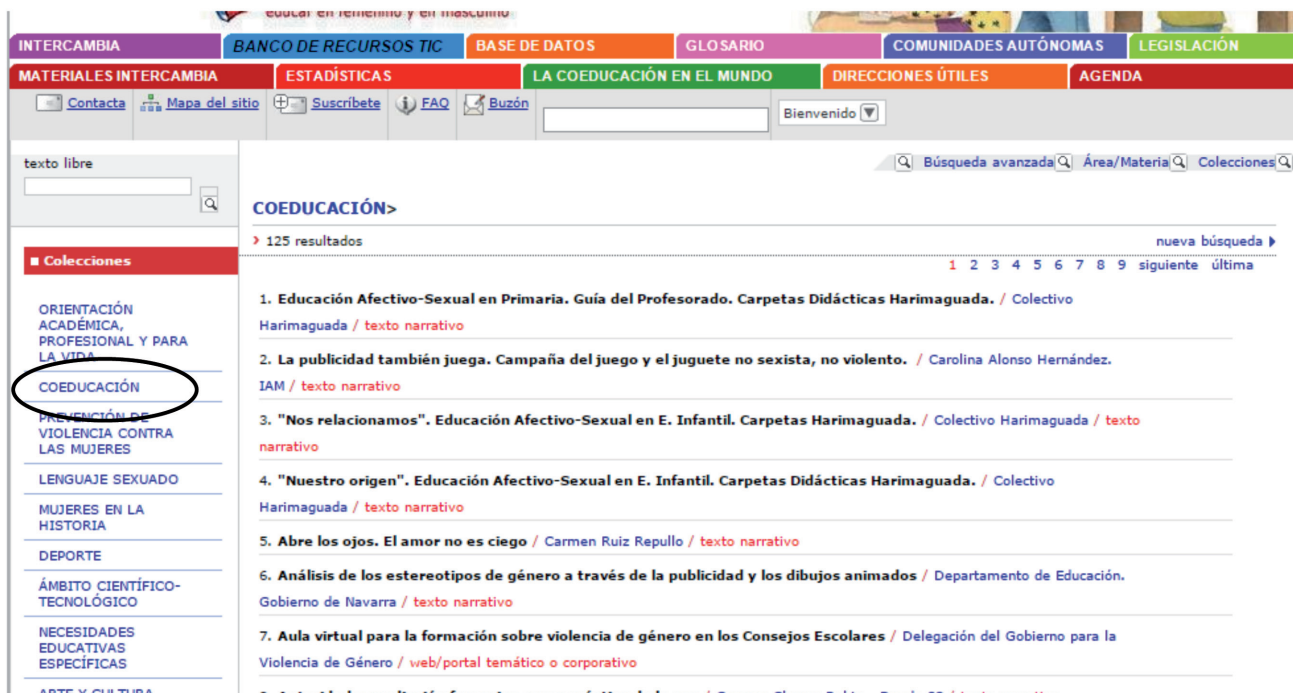 educar en femenino y en masculino
INTERCAMBIA BANCO DE RECURSOS TIC BASE DE DATOS GLOSARIO COMUNIDADES AUTÓNOMAS LEGISLACIÓN
MATERIALES INTERCAMBIA ESTADÍSTICAS LA COEDUCACIÓN EN EL MUNDO DIRECCIONES ÚTILES AGENDA
Contacta Mapa del sitio Suscríbete FAQ Buzón Bienvenido
texto libre
Búsqueda avanzada Área/Materia Colecciones
COEDUCACIÓN>
125 resultados nueva búsqueda
1 2 3 4 5 6 7 8 9 siguiente última
Colecciones
ORIENTACIÓN
ACADÉMICA,
PROFESIONAL Y PARA
LA VIDA
COEDUCACIÓN
PREVENCIÓN DE
VIOLENCIA CONTRA
LAS MUJERES
LENGUAJE SEXUADO
MUJERES EN LA
HISTORIA
DEPORTE
ÁMBITO CIENTÍFICO-
TECNOLÓGICO
NECESIDADES
EDUCATIVAS
ESPECÍFICAS
ARTE Y CULTURA
1. Educación Afectivo-Sexual en Primaria. Guía del Profesorado. Carpetas Didácticas Harimaguada. / Colectivo
Harimaguada / texto narrativo
2. La publicidad también juega. Campaña del juego y el juguete no sexista, no violento. / Carolina Alonso Hernández.
IAM / texto narrativo
3. "Nos relacionamos". Educación Afectivo-Sexual en E. Infantil. Carpetas Harimaguada. / Colectivo Harimaguada / texto
narrativo
4. "Nuestro origen". Educación Afectivo-Sexual en E. Infantil. Carpetas Didácticas Harimaguada. / Colectivo
Harimaguada / texto narrativo
5. Abre los ojos. El amor no es ciego / Carmen Ruiz Repullo / texto narrativo
6. Análisis de los estereotipos de género a través de la publicidad y los dibujos animados / Departamento de Educación.
Gobierno de Navarra / texto narrativo
7. Aula virtual para la formación sobre violencia de género en los Consejos Escolares / Delegación del Gobierno para la
Violencia de Género / web/portal temático o corporativo